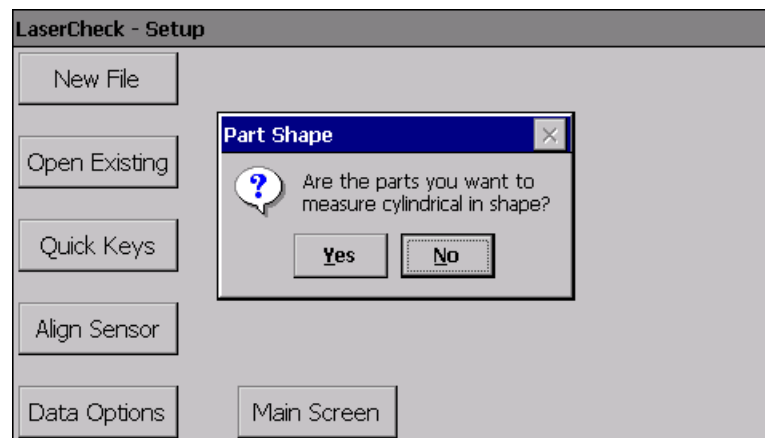 LaserCheck - Setup
New File
Part Shape
Open Existing
Are the parts you want to
measure cylindrical in shape?
Quick Keys
Yes
No
Align Sensor
Data Options
Main Screen